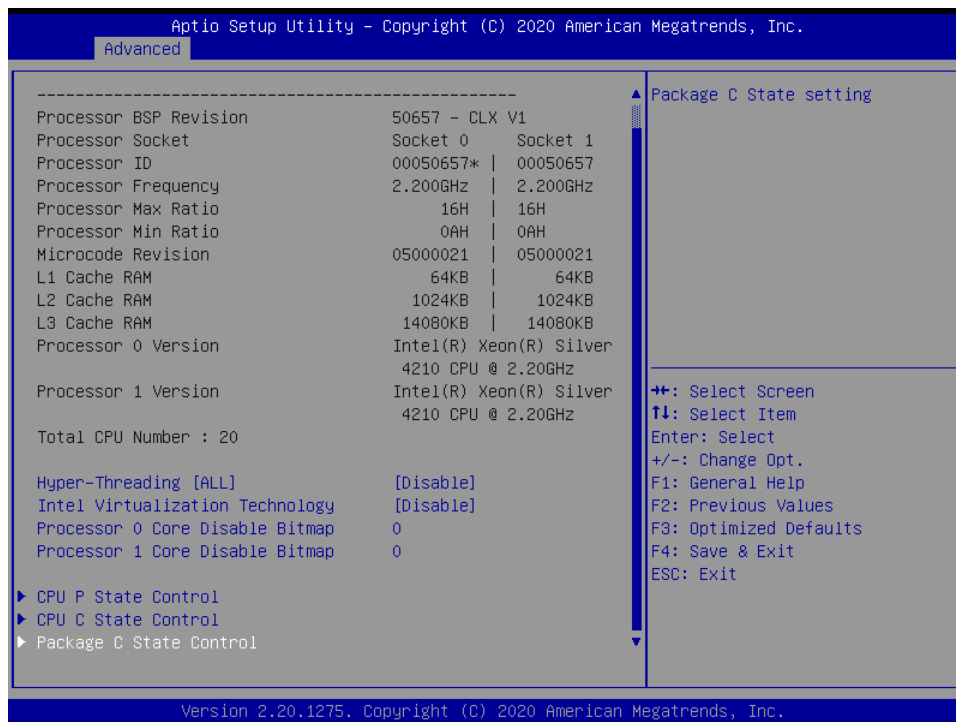 Aptio Setup Utility – Copyright (C) 2020 American Megatrends, Inc.
Advanced
----------------------------------------------------
Processor BSP Revision 50657 - CLX V1
Processor Socket Socket 0 Socket 1
Processor ID 00050657* | 00050657
Processor Frequency 2.200GHz | 2.200GHz
Processor Max Ratio 16H | 16H
Processor Min Ratio 0AH | 0AH
Microcode Revision 05000021 | 05000021
L1 Cache RAM 64KB | 64KB
L2 Cache RAM 1024KB | 1024KB
L3 Cache RAM 14080KB | 14080KB
Processor 0 Version Intel(R) Xeon(R) Silver
4210 CPU @ 2.20GHz
Processor 1 Version Intel(R) Xeon(R) Silver
4210 CPU @ 2.20GHz
Total CPU Number : 20
Hyper-Threading [ALL] [Disable]
Intel Virtualization Technology [Disable]
Processor 0 Core Disable Bitmap 0
Processor 1 Core Disable Bitmap 0
CPU P State Control
CPU C State Control
Package C State Control
Package C State setting
→←: Select Screen
↑↓: Select Item
Enter: Select
+/-: Change Opt.
F1: General Help
F2: Previous Values
F3: Optimized Defaults
F4: Save & Exit
ESC: Exit
Version 2.20.1275. Copyright (C) 2020 American Megatrends, Inc.